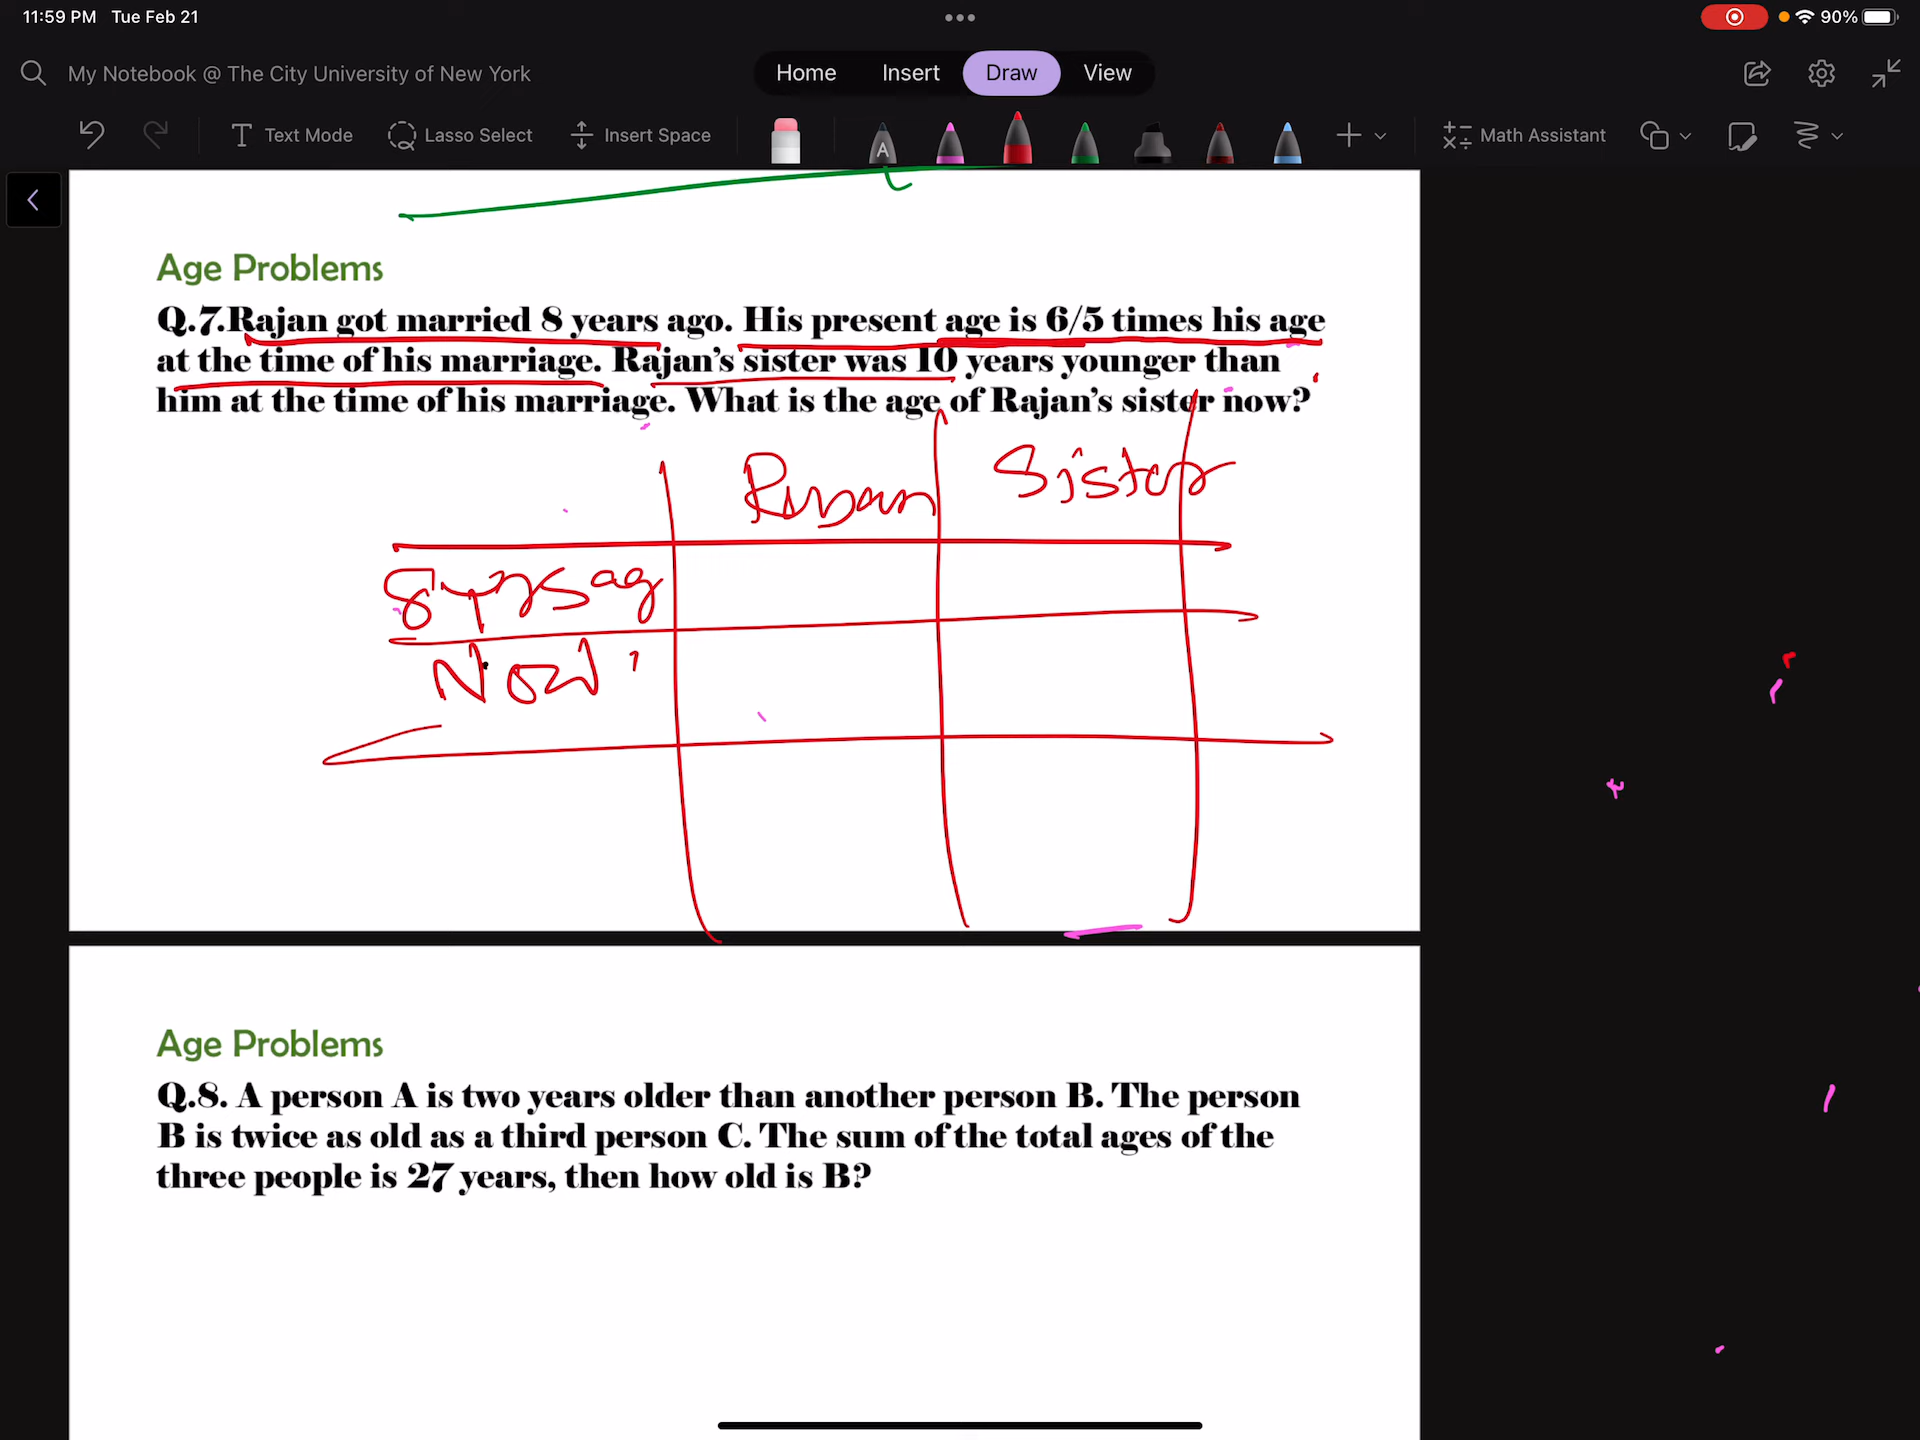 11:59 PM Tue Feb 21
90%
My Notebook @ The City University of New York
Home Insert Draw View
Text Mode Lasso Select Insert Space A Math Assistant
Age Problems
Q.7.Rajan got married 8 years ago. His present age is 6/5 times his age
at the time of his marriage. Rajan's sister was 10 years younger than
him at the time of his marriage. What is the age of Rajan's sister now?
Sister
8 yrs ag
Now
Age Problems
Q.8. A person A is two years older than another person B. The person
B is twice as old as a third person C. The sum of the total ages of the
three people is 27 years, then how old is B?